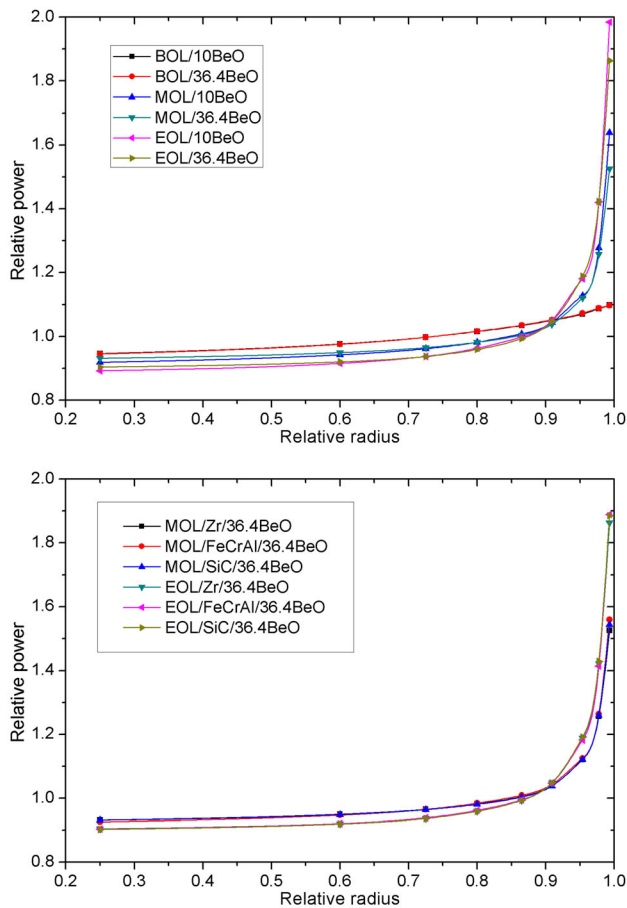 2.0
1.8
1.6
1.4
1.2
1.0
0.8
Relative power
BOL/10BeO
BOL/36.4BeO
MOL/10BeO
MOL/36.4BeO
EOL/10BeO
EOL/36.4BeO
0.2 0.3 0.4 0.5 0.6 0.7 0.8 0.9 1.0
Relative radius
2.0
1.8
1.6
1.4
1.2
1.0
0.8
Relative power
MOL/Zr/36.4BeO
MOL/FeCrAl/36.4BeO
MOL/SiC/36.4BeO
EOL/Zr/36.4BeO
EOL/FeCrAl/36.4BeO
EOL/SiC/36.4BeO
0.2 0.3 0.4 0.5 0.6 0.7 0.8 0.9 1.0
Relative radius